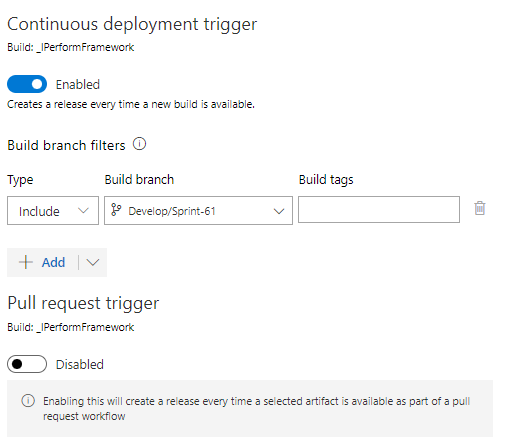 Continuous deployment trigger
Build: _IPerformFramework
Enabled
Creates a release every time a new build is available.
Build branch filters
Type Build branch Build tags
Include Develop/Sprint-61
Add
Pull request trigger
Build: _IPerformFramework
Disabled
Enabling this will create a release every time a selected artifact is available as part of a pull
request workflow